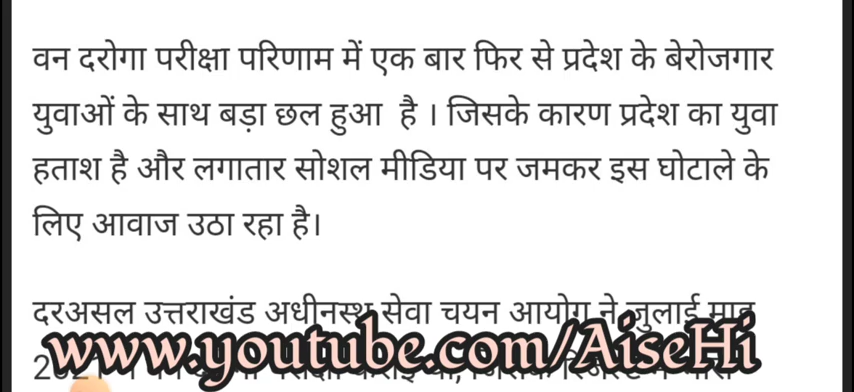 वन दरोगा परीक्षा परिणाम में एक बार फिर से प्रदेश के बेरोजगार
युवाओं के साथ बड़ा छल हुआ है । जिसके कारण प्रदेश का युवा
हताश है और लगातार सोशल मीडिया पर जमकर इस घोटाले के
लिए आवाज उठा रहा है।
दरअसल उत्तराखंड अधीनस्थ सेवा चयन आयोग ने जुलाई माह
www.youtube.com/AiseHi